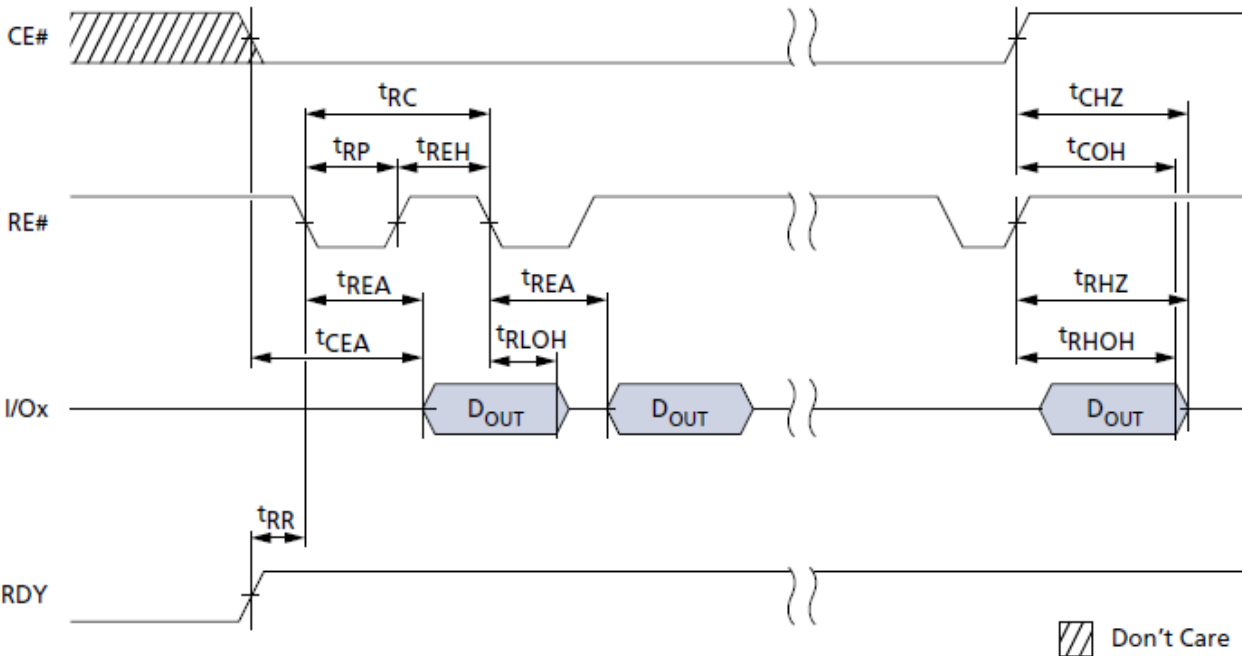 CE#
tRC
tCHZ
tRP
tREH
tCOH
RE#
tREA
tREA
tRHZ
tCEA
tRLOH
tRHOH
I/Ox
DOUT
DOUT
DOUT
tRR
RDY
Don't Care